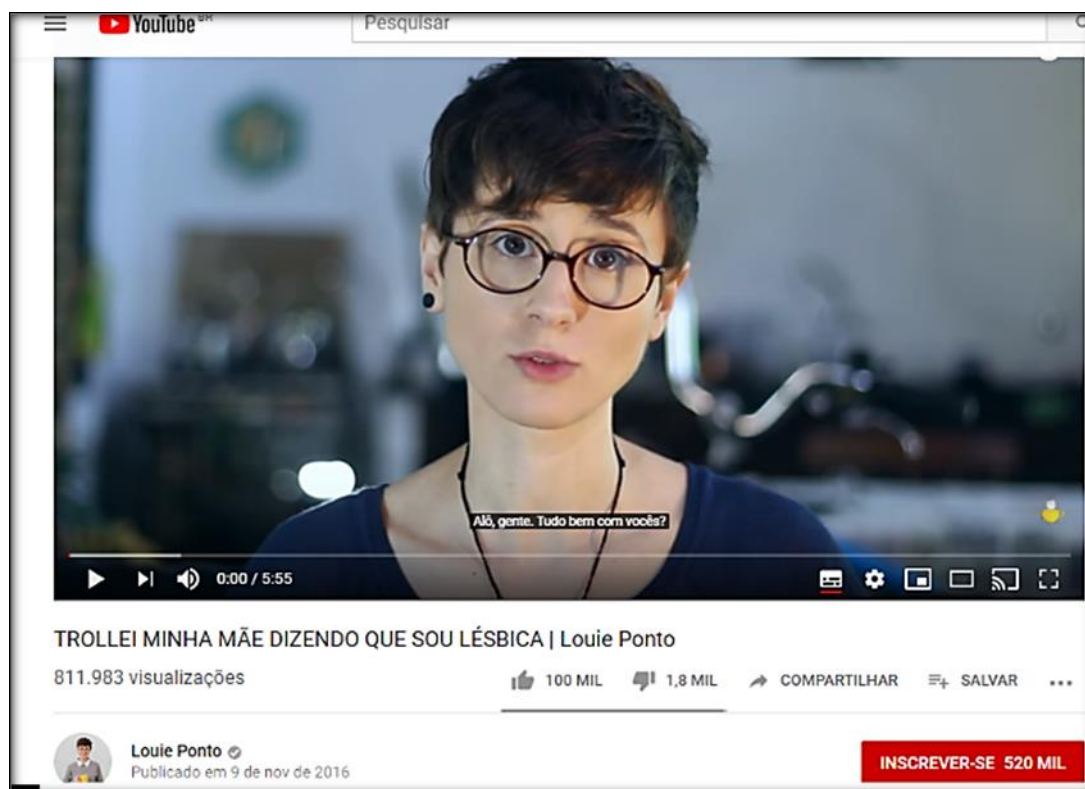 YouTube BR
Pesquisar
Alô, gente. Tudo bem com vocês?
0:00 / 5:55
TROLLEI MINHA MÃE DIZENDO QUE SOU LÉSBICA | Louie Ponto
811.983 visualizações
100 MIL
1,8 MIL
COMPARTILHAR
SALVAR
Louie Ponto
Publicado em 9 de nov de 2016
INSCREVER-SE 520 MIL